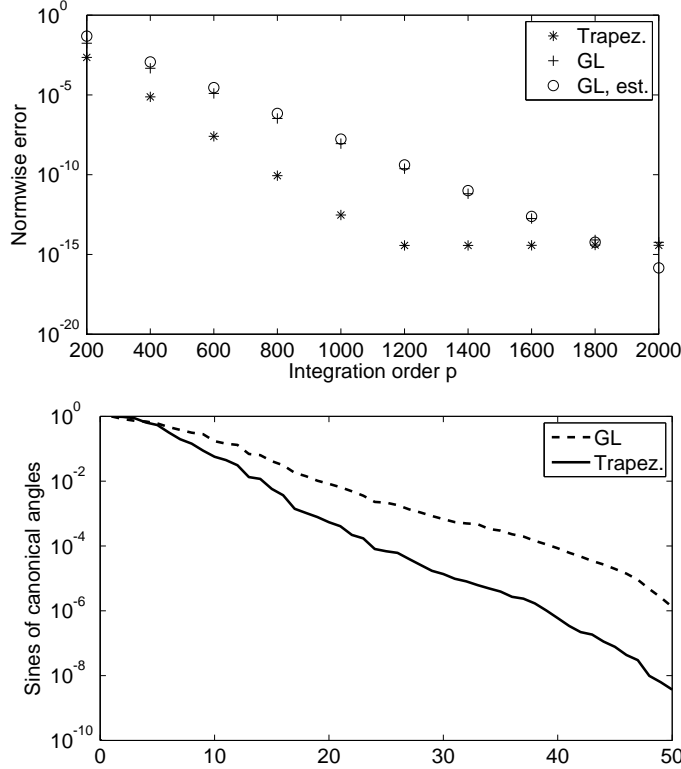 10^0
10^-5
10^-10
10^-15
10^-20
Normwise error
Trapez.
GL
GL, est.
200 400 600 800 1000 1200 1400 1600 1800 2000
Integration order p
10^0
10^-2
10^-4
10^-6
10^-8
10^-10
Sines of canonical angles
GL
Trapez.
0 10 20 30 40 50